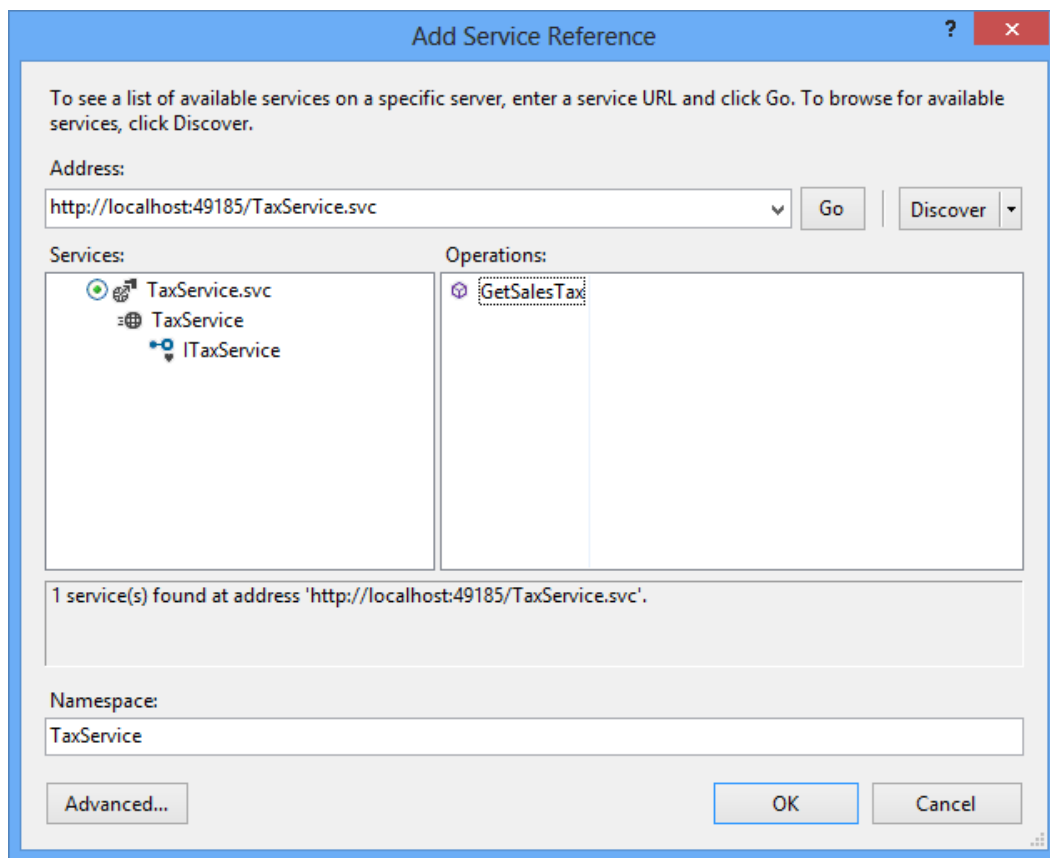 Add Service Reference
?
To see a list of available services on a specific server, enter a service URL and click Go. To browse for available
services, click Discover.
Address:
http://localhost:49185/TaxService.svc
Go
Discover
Services:
Operations:
TaxService.svc
GetSalesTax
TaxService
ITaxService
1 service(s) found at address 'http://localhost:49185/TaxService.svc'.
Namespace:
TaxService
Advanced...
OK
Cancel